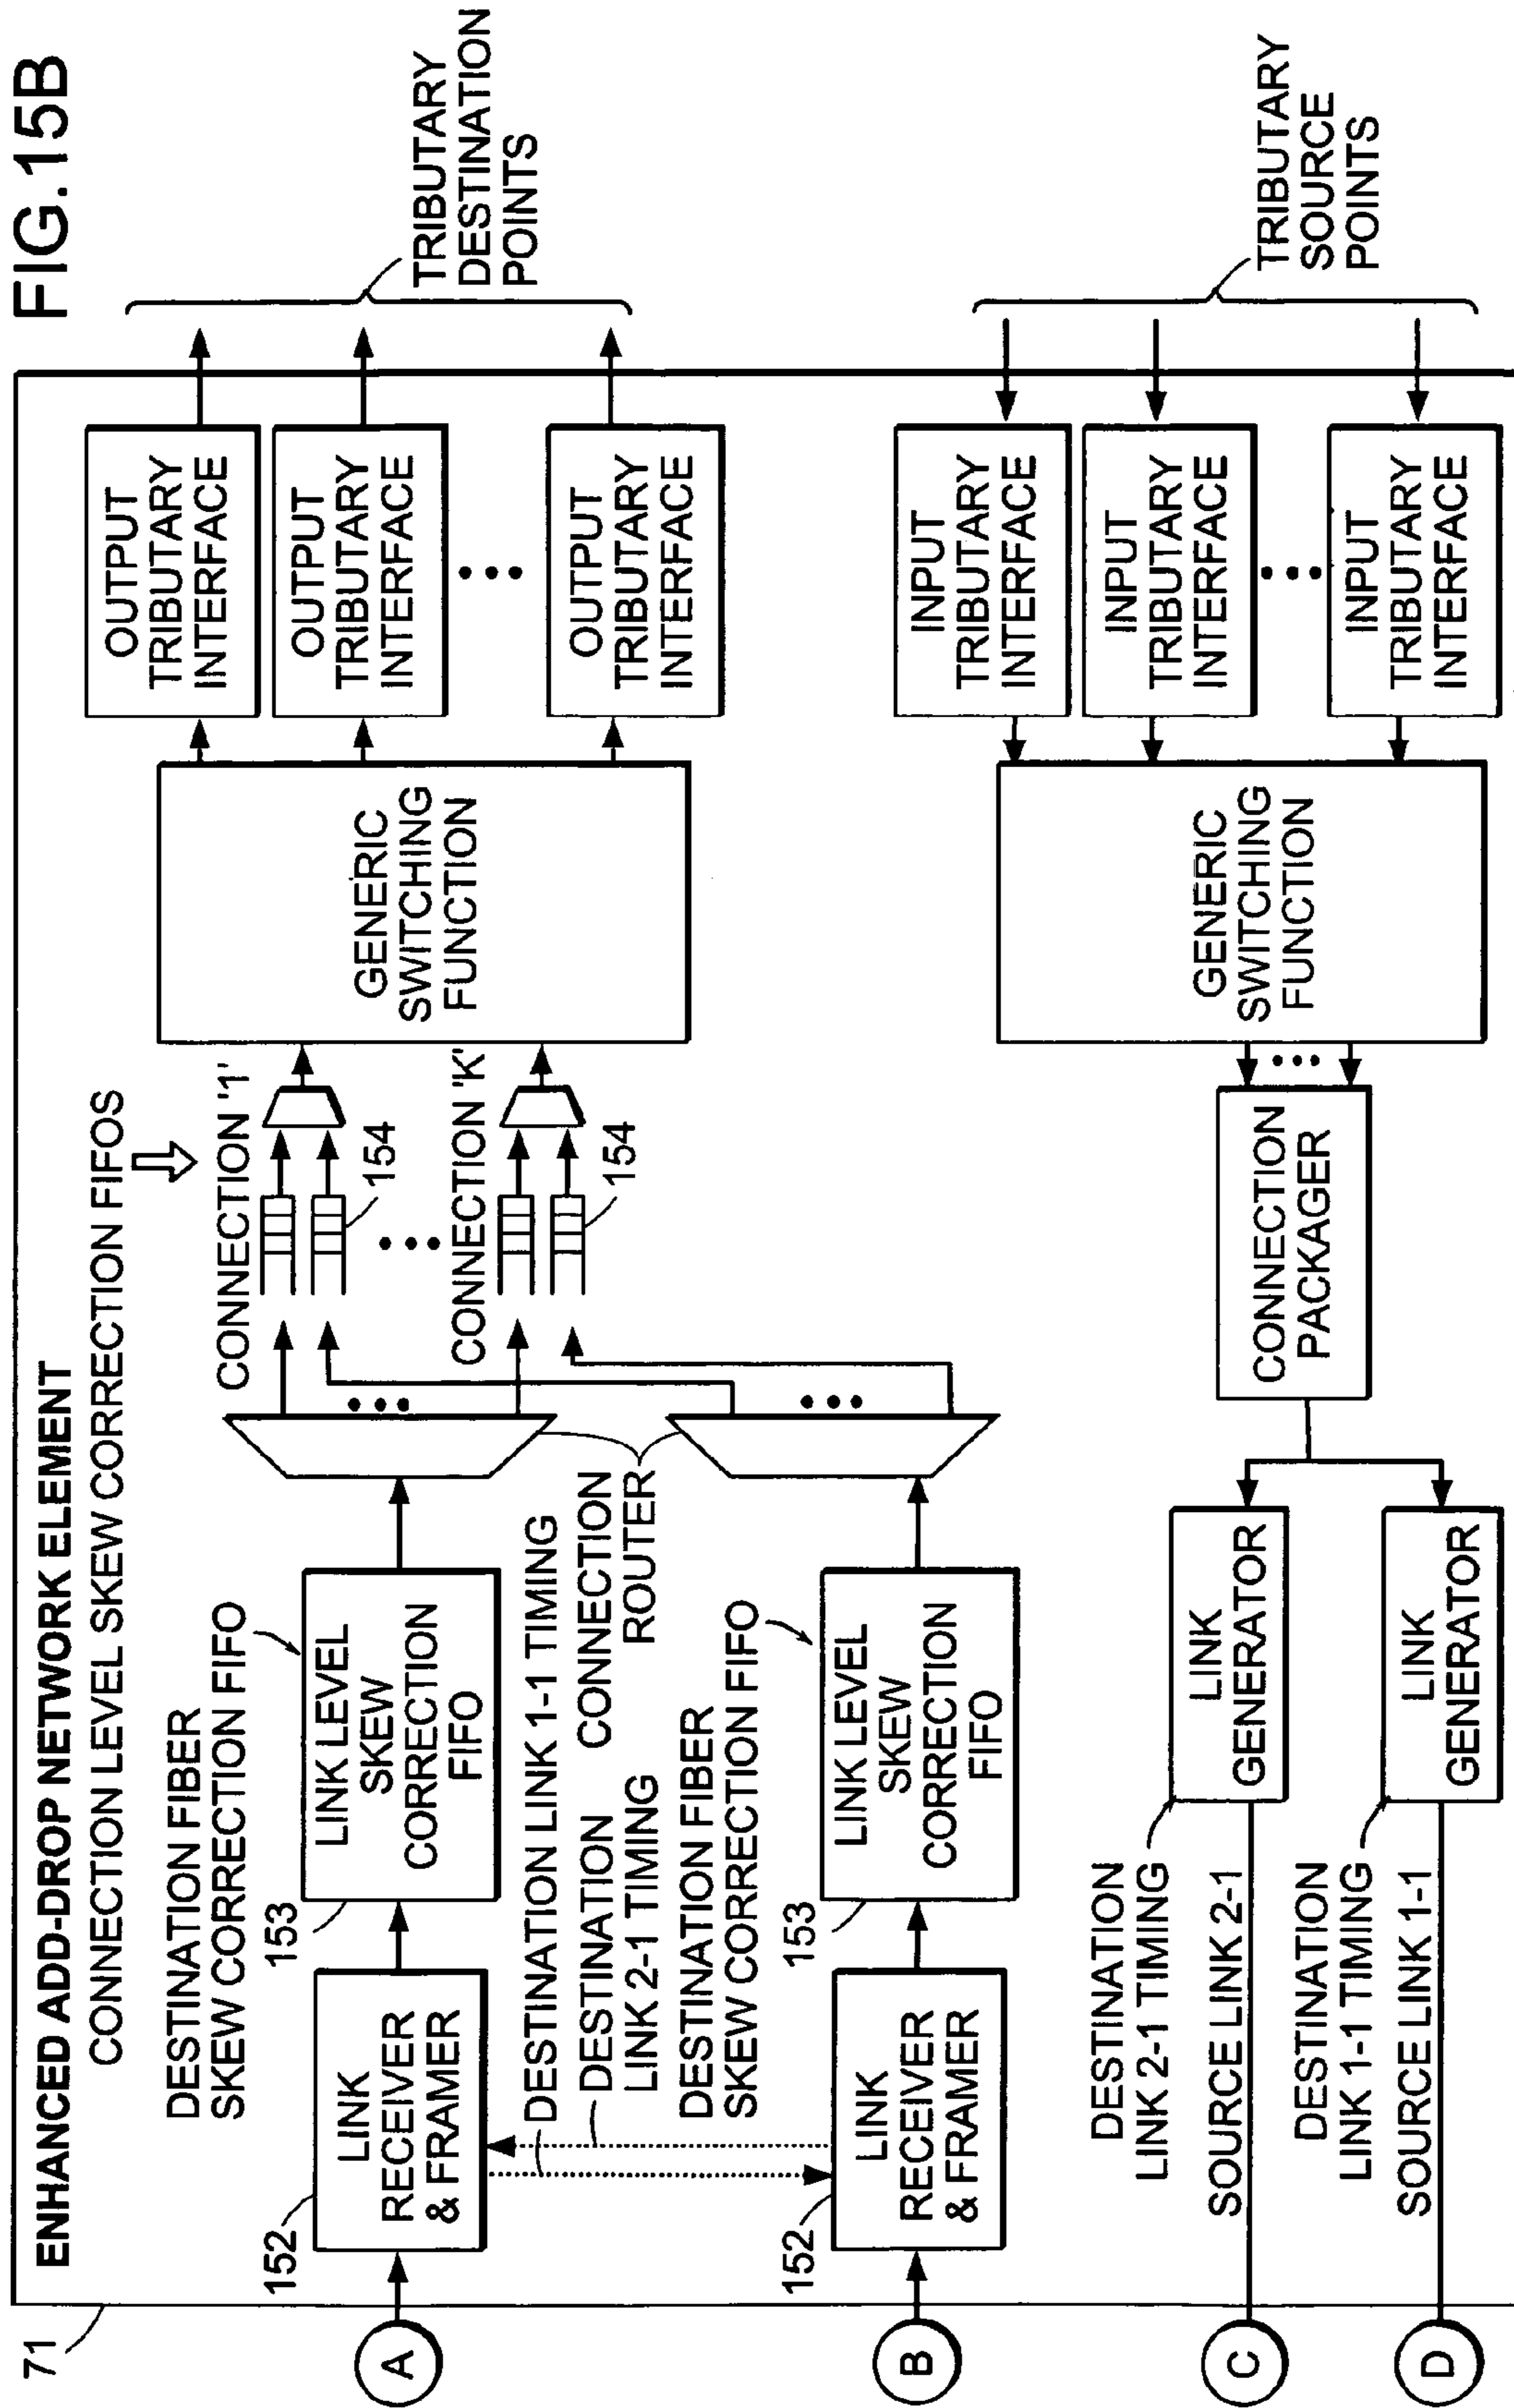 FIG.15B
71
ENHANCED ADD-DROP NETWORK ELEMENT
CONNECTION LEVEL SKEW CORRECTION FIFOS
DESTINATION FIBER
SKEW CORRECTION FIFO
CONNECTION '1'
154
CONNECTION 'K'
154
A
152
LINK
RECEIVER
& FRAMER
153
LINK LEVEL
SKEW
CORRECTION
FIFO
GENERIC
SWITCHING
FUNCTION
OUTPUT
TRIBUTARY
INTERFACE
OUTPUT
TRIBUTARY
INTERFACE
OUTPUT
TRIBUTARY
INTERFACE
TRIBUTARY
DESTINATION
POINTS
DESTINATION LINK 1-1 TIMING
DESTINATION
LINK 2-1 TIMING
CONNECTION
ROUTER
DESTINATION FIBER
SKEW CORRECTION FIFO
B
152
LINK
RECEIVER
& FRAMER
153
LINK LEVEL
SKEW
CORRECTION
FIFO
C
DESTINATION
LINK 2-1 TIMING
SOURCE LINK 2-1
LINK
GENERATOR
D
DESTINATION
LINK 1-1 TIMING
SOURCE LINK 1-1
LINK
GENERATOR
CONNECTION
PACKAGER
GENERIC
SWITCHING
FUNCTION
INPUT
TRIBUTARY
INTERFACE
INPUT
TRIBUTARY
INTERFACE
INPUT
TRIBUTARY
INTERFACE
TRIBUTARY
SOURCE
POINTS